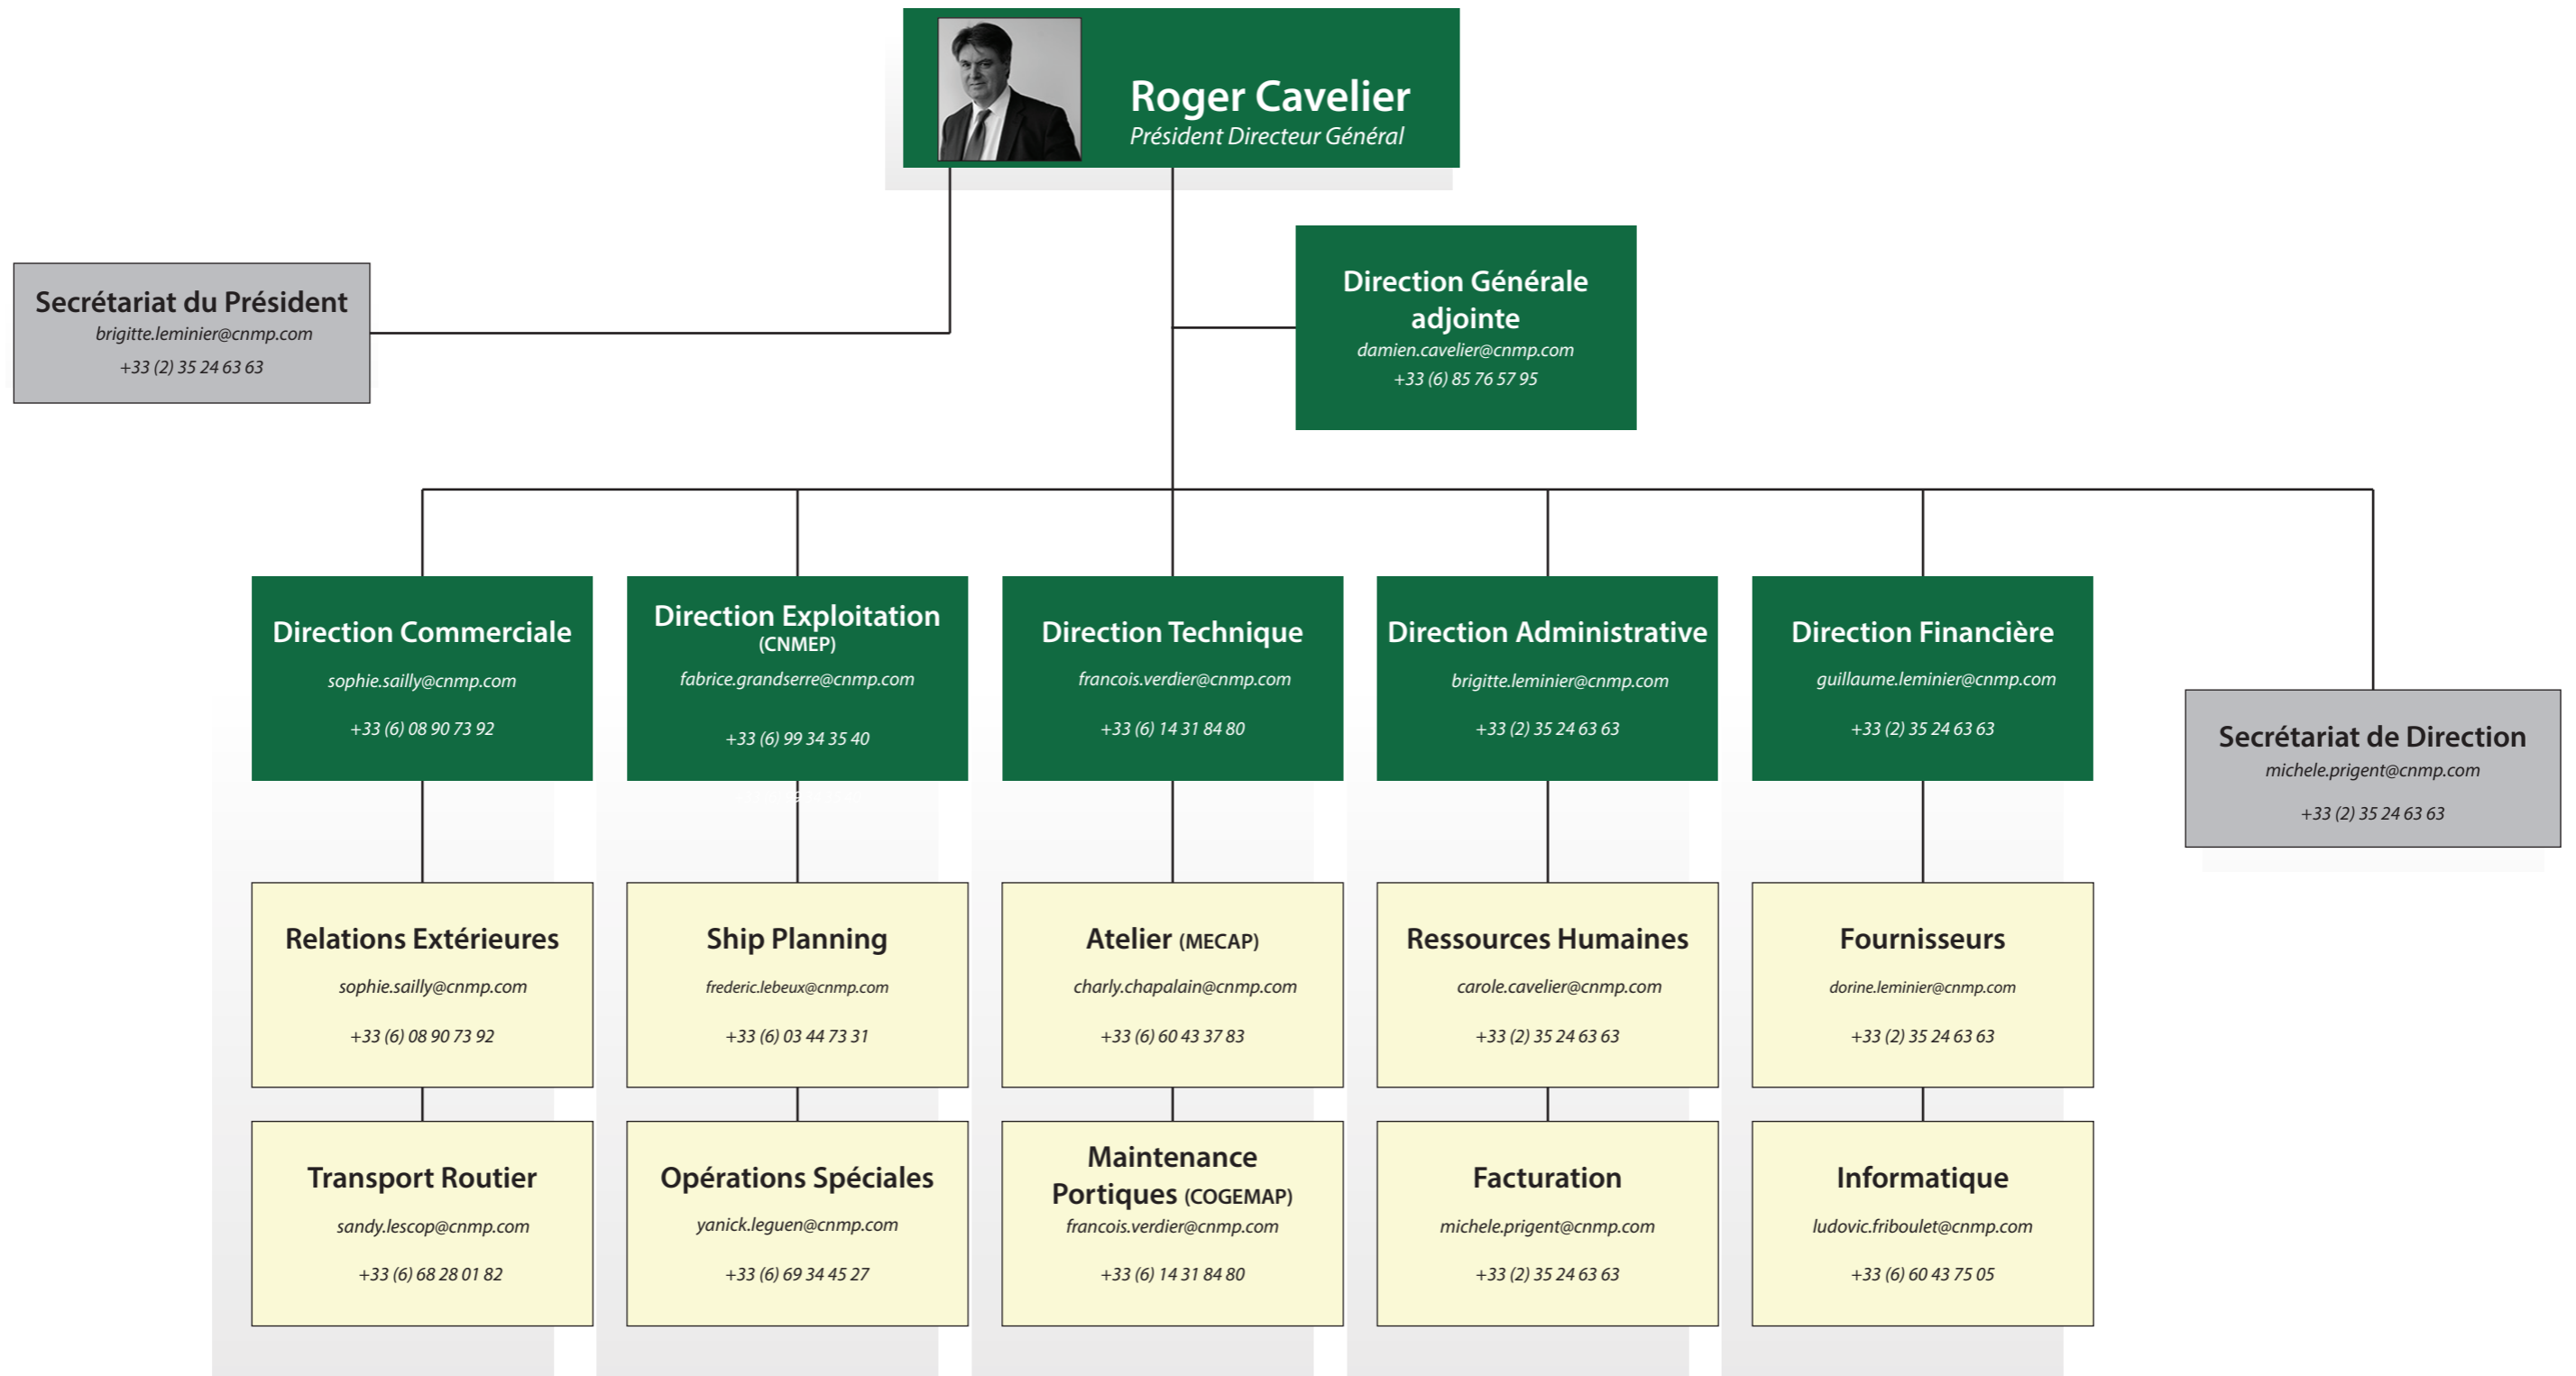 Roger Cavelier
Président Directeur Général
Secrétariat du Président
brigitte.leminier@cnmp.com
+33 (2) 35 24 63 63
Direction Générale
adjointe
damien.cavelier@cnmp.com
+33 (6) 85 76 57 95
Direction Commerciale
sophie.sailly@cnmp.com
+33 (6) 08 90 73 92
Direction Exploitation
(CNMEP)
fabrice.grandserre@cnmp.com
+33 (6) 99 34 35 40
Direction Technique
francois.verdier@cnmp.com
+33 (6) 14 31 84 80
Direction Administrative
brigitte.leminier@cnmp.com
+33 (2) 35 24 63 63
Direction Financière
guillaume.leminier@cnmp.com
+33 (2) 35 24 63 63
Secrétariat de Direction
michele.prigent@cnmp.com
+33 (2) 35 24 63 63
Relations Extérieures
sophie.sailly@cnmp.com
+33 (6) 08 90 73 92
Ship Planning
frederic.lebeux@cnmp.com
+33 (6) 03 44 73 31
Atelier (MECAP)
charly.chapalain@cnmp.com
+33 (6) 60 43 37 83
Ressources Humaines
carole.cavelier@cnmp.com
+33 (2) 35 24 63 63
Fournisseurs
dorine.leminier@cnmp.com
+33 (2) 35 24 63 63
Transport Routier
sandy.lescop@cnmp.com
+33 (6) 68 28 01 82
Opérations Spéciales
yanick.leguen@cnmp.com
+33 (6) 69 34 45 27
Maintenance
Portiques (COGEMAP)
francois.verdier@cnmp.com
+33 (6) 14 31 84 80
Facturation
michele.prigent@cnmp.com
+33 (2) 35 24 63 63
Informatique
ludovic.friboulet@cnmp.com
+33 (6) 60 43 75 05